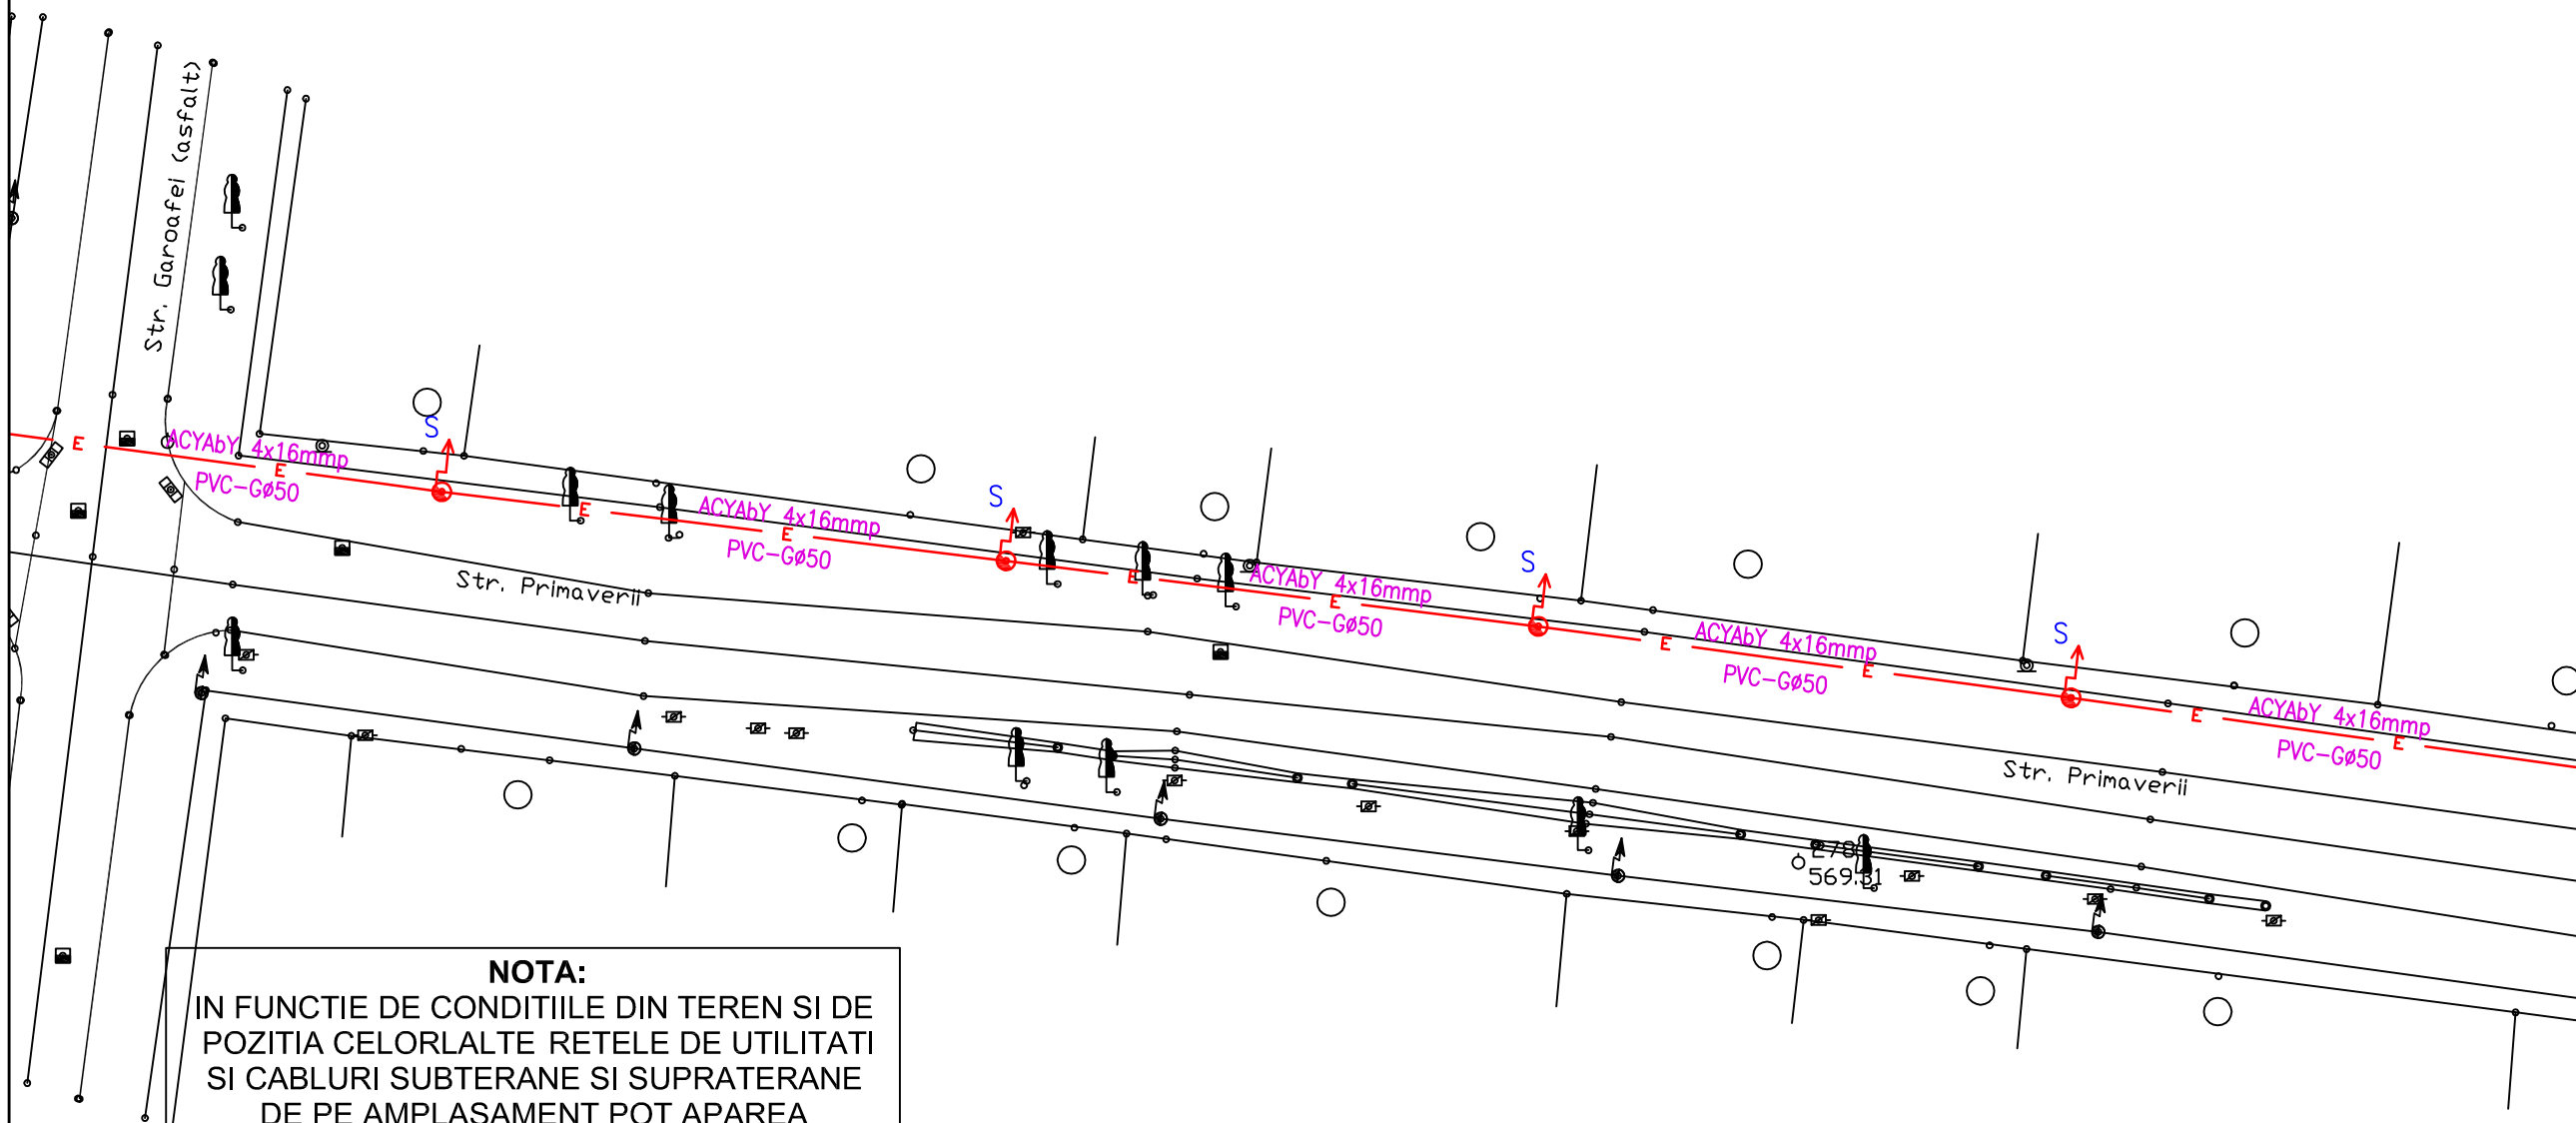 Str. Garoafei (asfalt)
S
E
ACYAbY 4x16mmp
E
PVC-Gø50
S
ACYAbY 4x16mmp
E
E
PVC-Gø50
S
ACYAbY 4x16mmp
E
E
PVC-Gø50
S
ACYAbY 4x16mmp
E
E
PVC-Gø50
ACYAbY 4x16mmp
E
E
PVC-Gø50
Str. Primaverii
Str. Primaverii
569.31
NOTA:
IN FUNCTIE DE CONDITIILE DIN TEREN SI DE
POZITIA CELORLALTE RETELE DE UTILITATI
SI CABLURI SUBTERANE SI SUPRATERANE
DE PE AMPLASAMENT POT APAREA